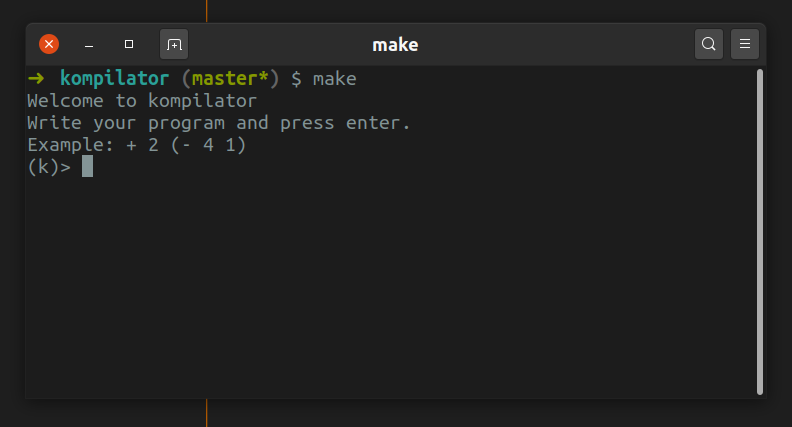 make
➜ kompilator (master*) $ make
Welcome to kompilator
Write your program and press enter.
Example: + 2 (- 4 1)
(k)>